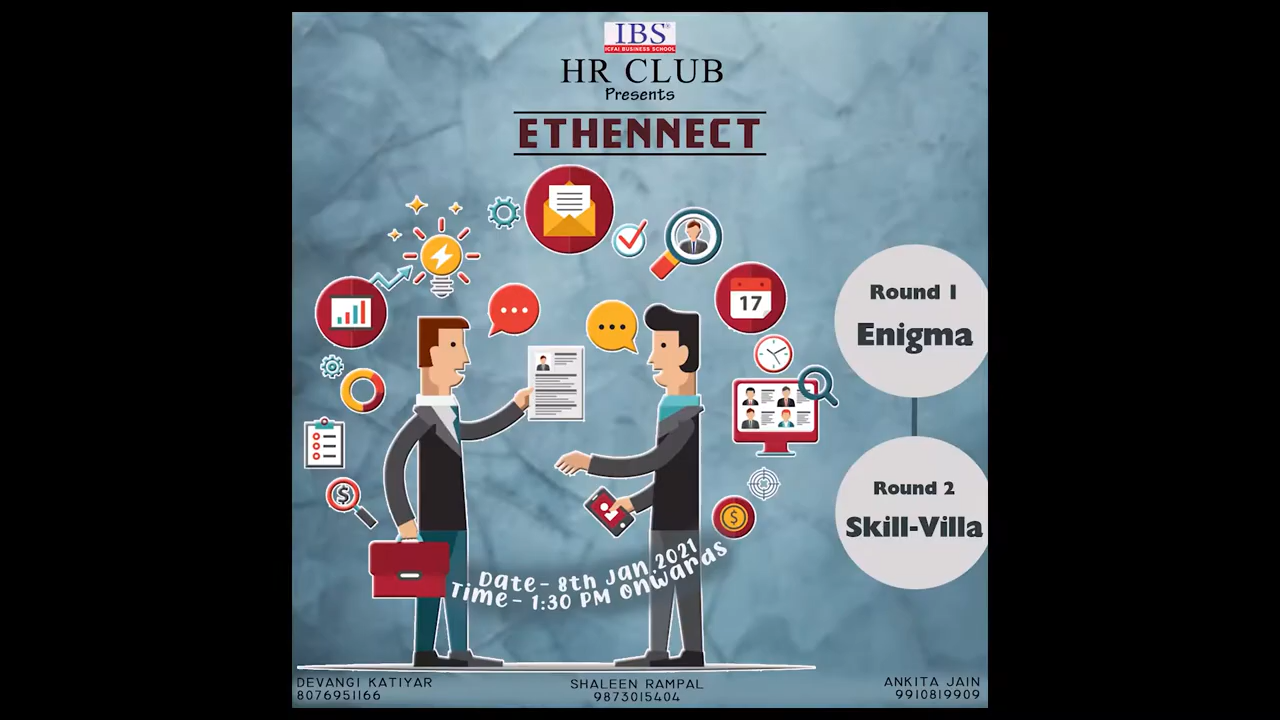 IBS®
ICFAI BUSINESS SCHOOL
HR CLUB
Presents
ETHENNECT
17
Round 1
Enigma
Round 2
Skill-Villa
$
$
Date- 8th Jan,2021
Time- 1:30 PM onwards
DEVANGI KATIYAR
8076951166
SHALEEN RAMPAL
9873015404
ANKITA JAIN
9910819909